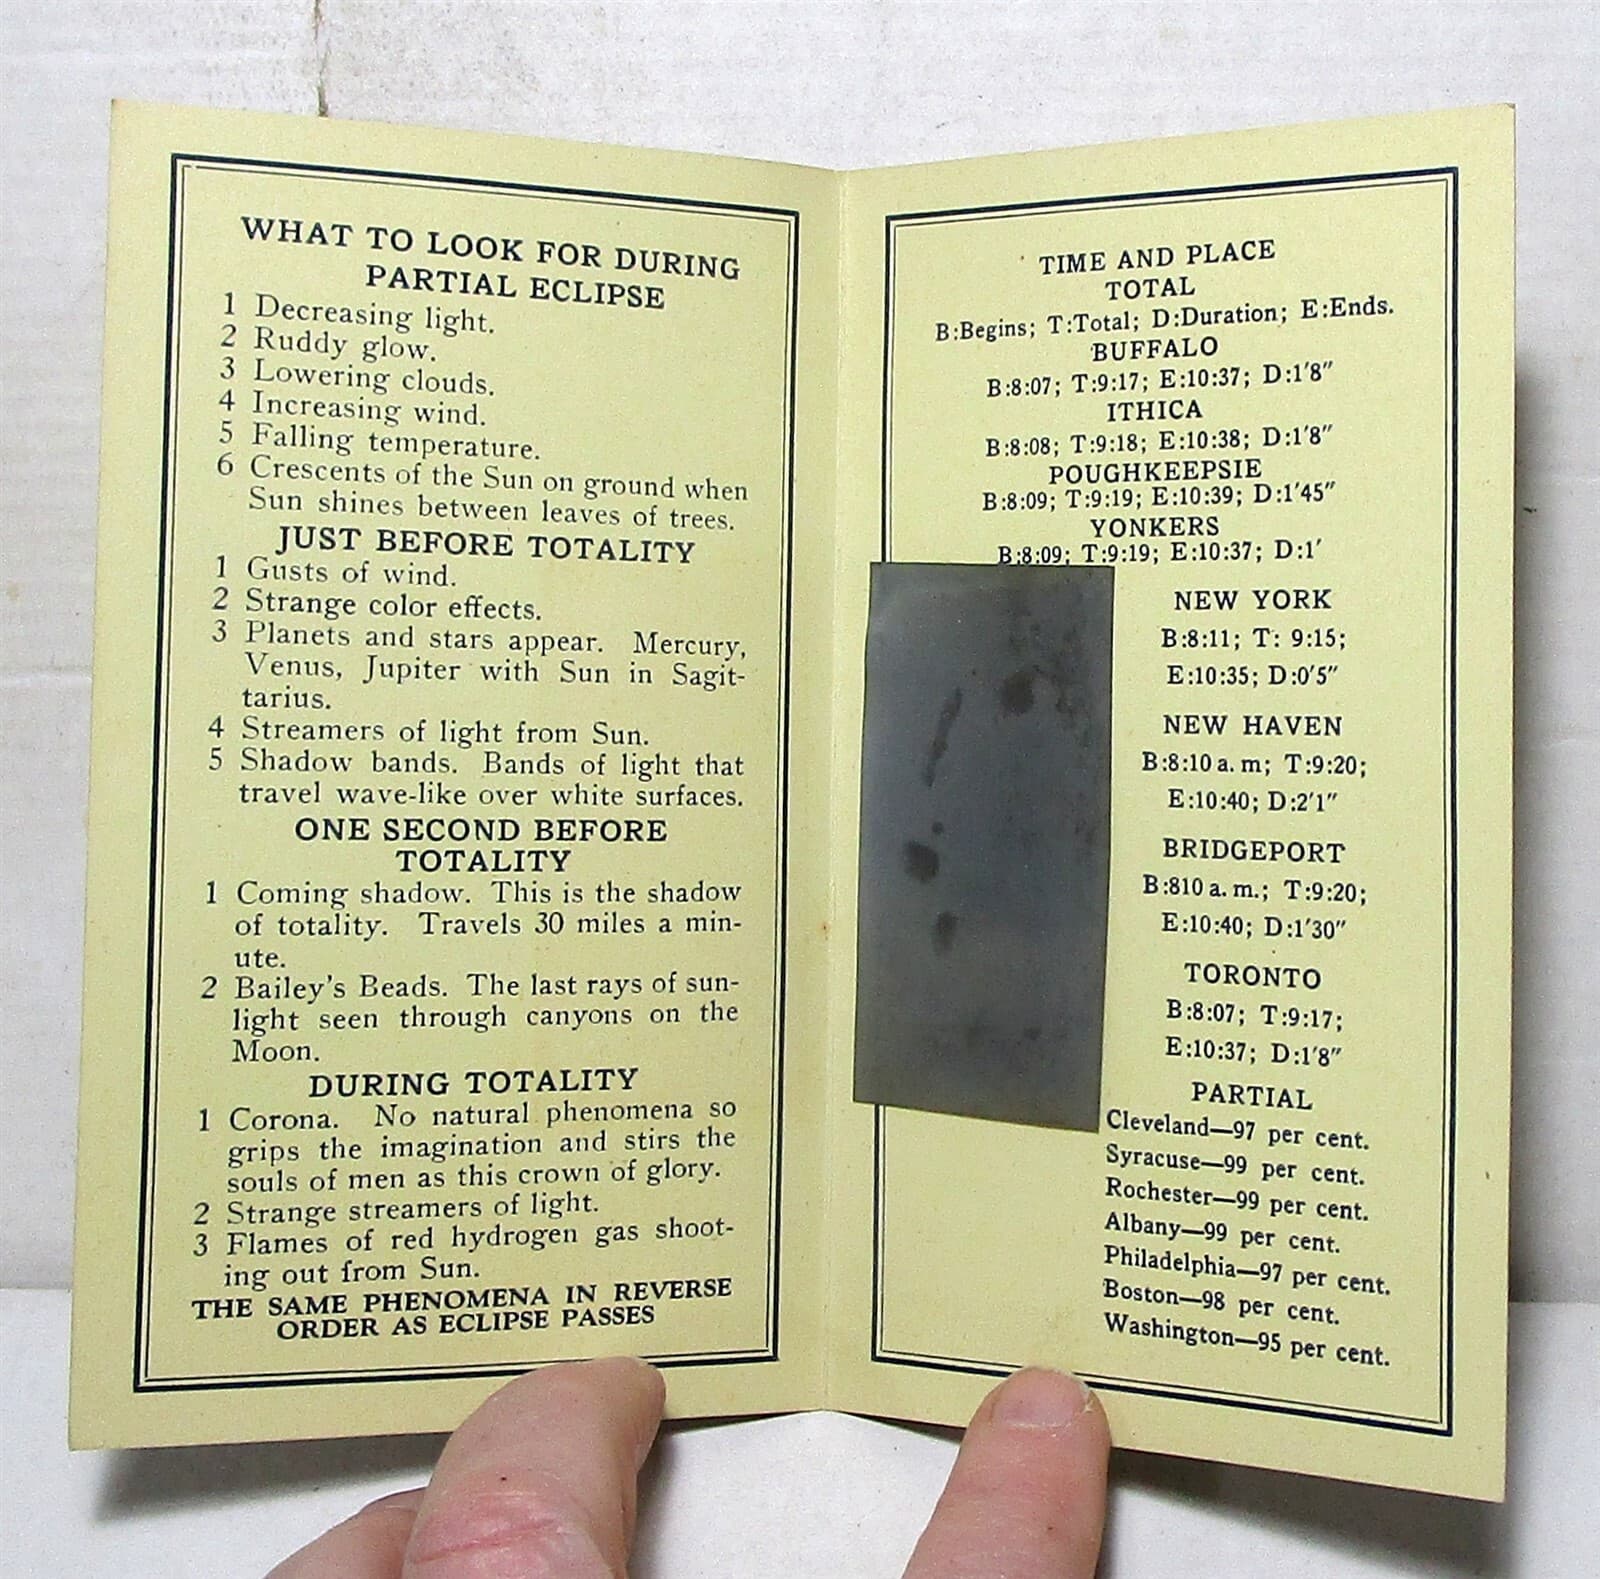 WHAT TO LOOK FOR DURING
PARTIAL ECLIPSE
1 Decreasing light.
2 Ruddy glow.
3 Lowering clouds.
4 Increasing wind.
5 Falling temperature.
6 Crescents of the Sun on ground when
Sun shines between leaves of trees.
JUST BEFORE TOTALITY
1 Gusts of wind.
2 Strange color effects.
3 Planets and stars appear. Mercury,
Venus, Jupiter with Sun in Sagit-
tarius.
4 Streamers of light from Sun.
5 Shadow bands. Bands of light that
travel wave-like over white surfaces.
ONE SECOND BEFORE
TOTALITY
1 Coming shadow. This is the shadow
of totality. Travels 30 miles a min-
ute.
2 Bailey's Beads. The last rays of sun-
light seen through canyons on the
Moon.
DURING TOTALITY
1 Corona. No natural phenomena so
grips the imagination and stirs the
souls of men as this crown of glory.
2 Strange streamers of light.
3 Flames of red hydrogen gas shoot-
ing out from Sun.
THE SAME PHENOMENA IN REVERSE
ORDER AS ECLIPSE PASSES
TIME AND PLACE
TOTAL
B:Begins; T:Total; D:Duration; E:Ends.
BUFFALO
B:8:07; T:9:17; E:10:37; D:1'8"
ITHICA
B:8:08; T:9:18; E:10:38; D:1'8"
POUGHKEEPSIE
B:8:09; T:9:19; E:10:39; D:1'45"
YONKERS
B:8:09; T:9:19; E:10:37; D:1'
NEW YORK
B:8:11; T: 9:15;
E:10:35; D:0'5"
NEW HAVEN
B:8:10 a. m; T:9:20;
E:10:40; D:2'1"
BRIDGEPORT
B:810 a. m.; T:9:20;
E:10:40; D:1'30"
TORONTO
B:8:07; T:9:17;
E:10:37; D:1'8"
PARTIAL
Cleveland—97 per cent.
Syracuse—99 per cent.
Rochester—99 per cent.
Albany—99 per cent.
Philadelphia—97 per cent.
Boston—98 per cent.
Washington—95 per cent.